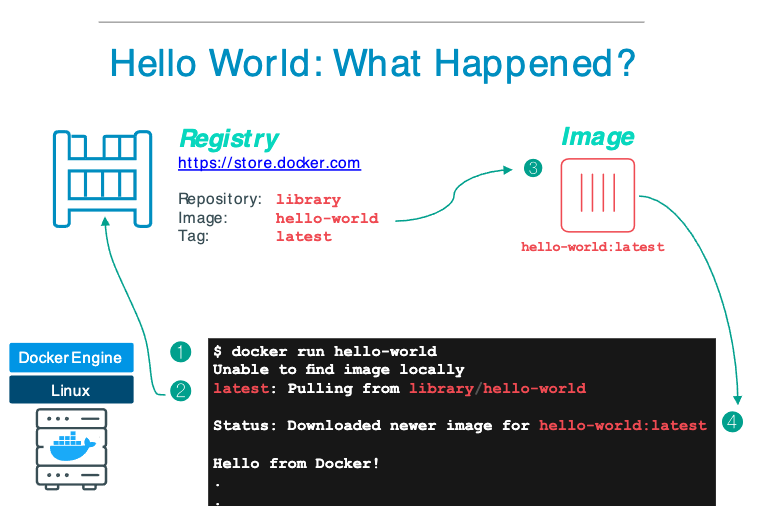 Hello World: What Happened?
Registry
https://store.docker.com
Repository: library
Image: hello-world
Tag: latest
3
Image
hello-world:latest
Docker Engine
Linux
1
2
$ docker run hello-world
Unable to find image locally
latest: Pulling from library/hello-world
Status: Downloaded newer image for hello-world:latest
4
Hello from Docker!
.
.